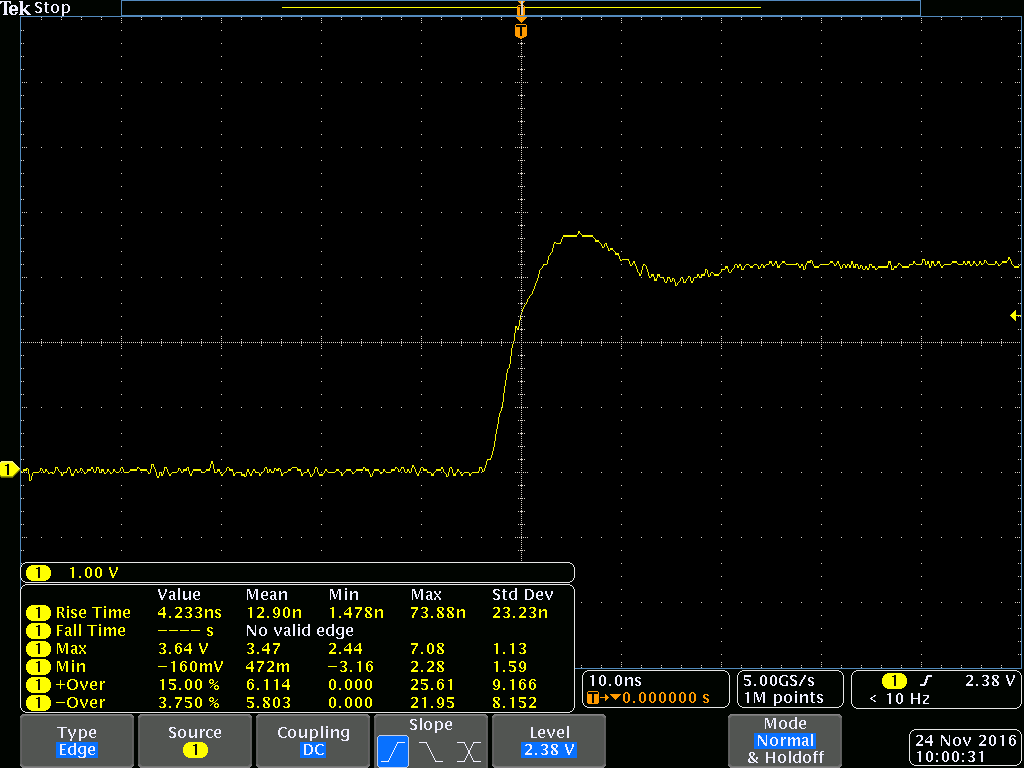 Tek Stop
T
T
1
1 1.00 V
Value Mean Min Max Std Dev
1 Rise Time 4.233ns 12.90n 1.478n 73.88n 23.23n
1 Fall Time −−−− s No valid edge
1 Max 3.64 V 3.47 2.44 7.08 1.13
1 Min −160mV 472m −3.16 2.28 1.59
1 +Over 15.00 % 6.114 0.000 25.61 9.166
1 −Over 3.750 % 5.803 0.000 21.95 8.152
10.0ns
T→▼0.000000 s
5.00GS/s
1M points
1 2.38 V
< 10 Hz
Type
Edge
Source
1
Coupling
DC
Slope
Level
2.38 V
Mode
Normal
& Holdoff
24 Nov 2016
10:00:31